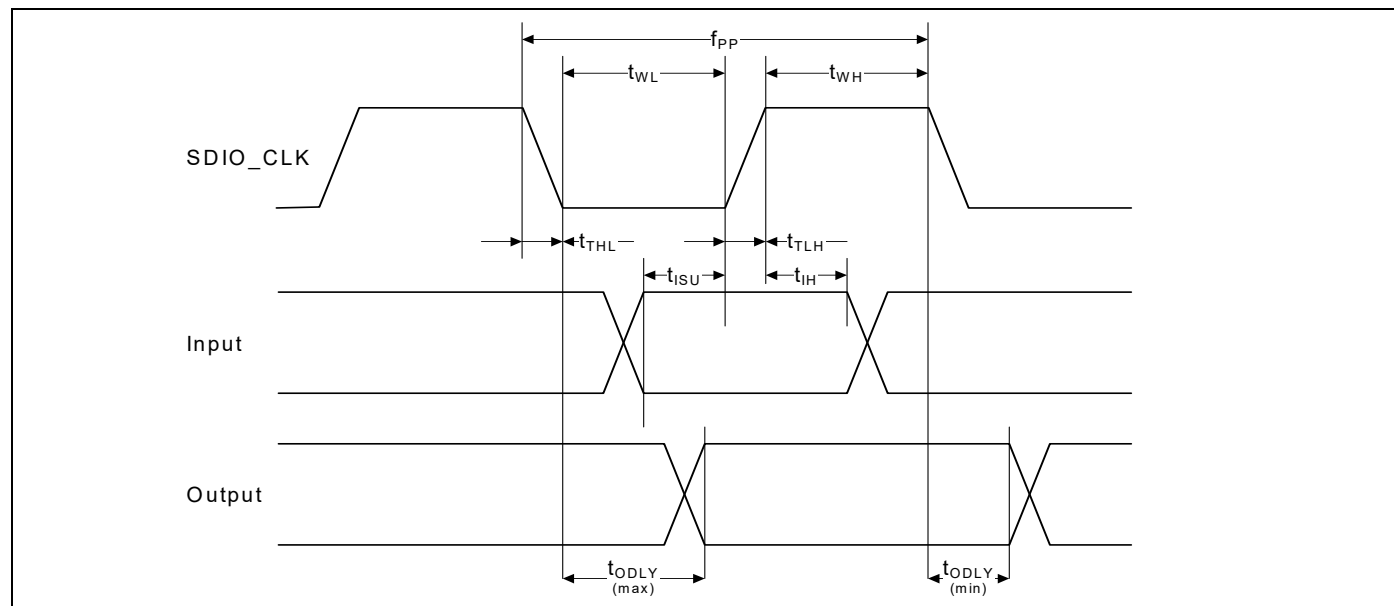 fPP
tWL
tWH
SDIO_CLK
tTHL
tTLH
tISU
tIH
Input
Output
tODLY
(max)
tODLY
(min)